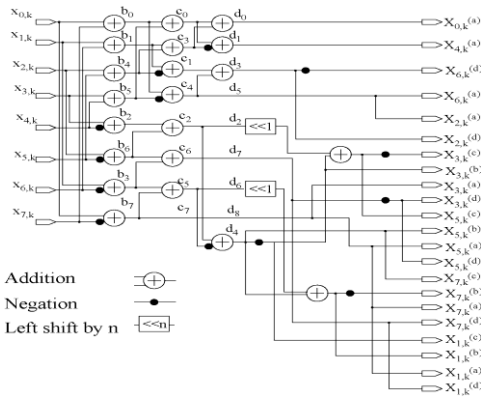 x0,k b0 c0 d0 X0,k(a)
x1,k b1 c3 d1 X4,k(a)
x2,k b4 c1 d3 X6,k(d)
x3,k b5 c4 d5 X6,k(a)
X2,k(a)
x4,k b2 c2 d2 <<1 X2,k(d)
X3,k(c)
x5,k b6 c6 d7 X3,k(b)
X3,k(a)
x6,k b3 c5 d6 <<1 X3,k(d)
X5,k(c)
x7,k b7 c7 d8 X5,k(b)
d4 X5,k(a)
X5,k(d)
X7,k(c)
X7,k(b)
X7,k(a)
X7,k(d)
X1,k(c)
X1,k(b)
X1,k(a)
X1,k(d)
Addition
Negation
Left shift by n <<n